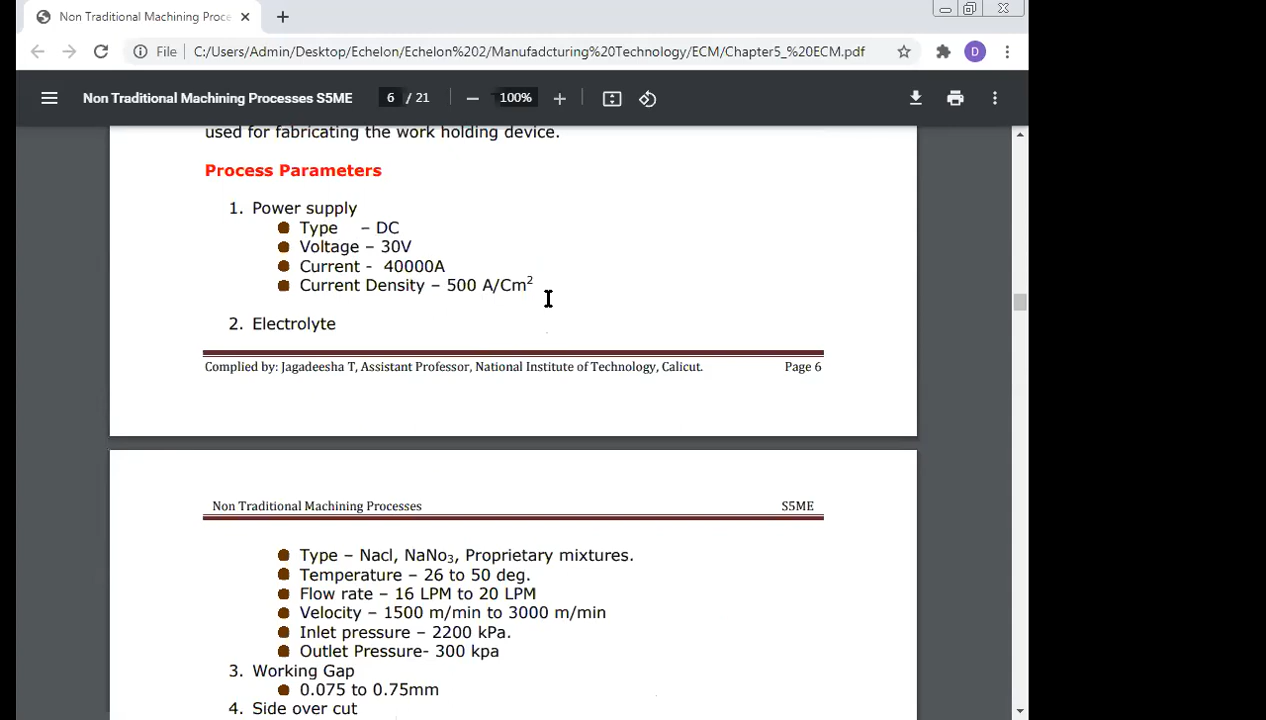 Non Traditional Machining Proce
File C:/Users/Admin/Desktop/Echelon/Echelon%202/Manufadcturing%20Technology/ECM/Chapter5_%20ECM.pdf
D
Non Traditional Machining Processes S5ME 6 / 21 100%
used for fabricating the work holding device.
Process Parameters
1. Power supply
Type – DC
Voltage – 30V
Current - 40000A
Current Density – 500 A/Cm²
2. Electrolyte
Complied by: Jagadeesha T, Assistant Professor, National Institute of Technology, Calicut. Page 6
Non Traditional Machining Processes S5ME
Type – Nacl, NaNo₃, Proprietary mixtures.
Temperature – 26 to 50 deg.
Flow rate – 16 LPM to 20 LPM
Velocity – 1500 m/min to 3000 m/min
Inlet pressure – 2200 kPa.
Outlet Pressure- 300 kpa
3. Working Gap
0.075 to 0.75mm
4. Side over cut